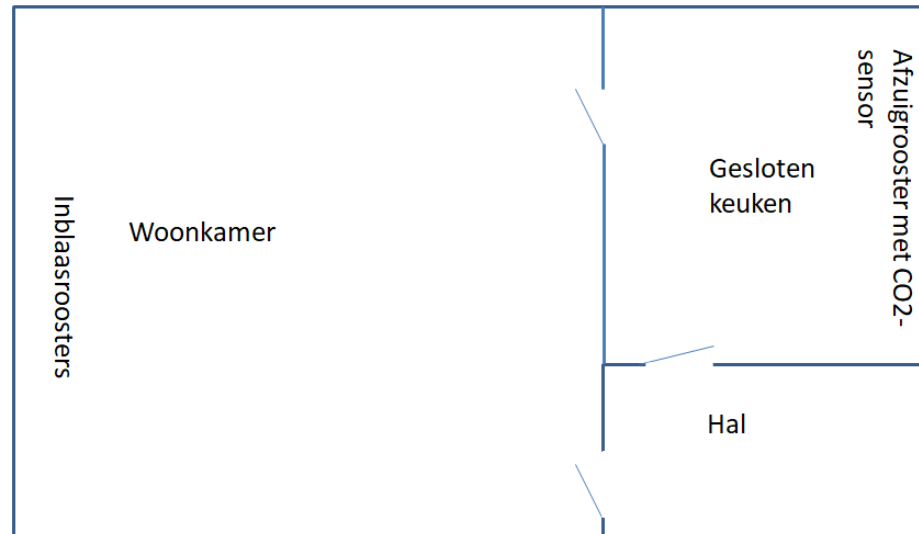 Inblaasroosters
Woonkamer
Gesloten
keuken
Afzuigrooster met CO2-
sensor
Hal